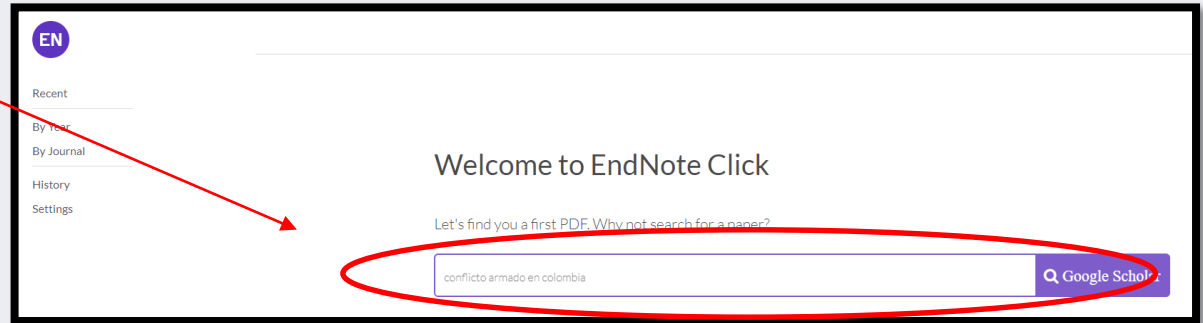 EN
Recent
By Year
By Journal
History
Settings
Welcome to EndNote Click
Let's find you a first PDF. Why not search for a paper?
conflicto armado en colombia
Google Scholar